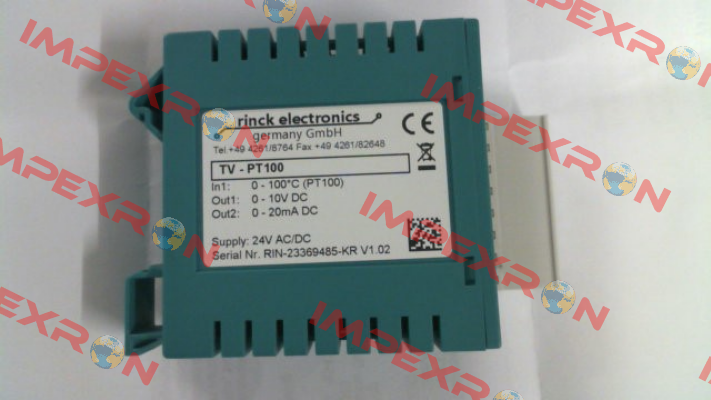 rinck electronics
germany GmbH
Tel +49 4261/8764 Fax +49 4261/82648
TV - PT100
In1: 0 - 100°C (PT100)
Out1: 0 - 10V DC
Out2: 0 - 20mA DC
Supply: 24V AC/DC
Serial Nr. RIN-23369485-KR V1.02
CE
IMPEXRON
IMPEXRON
IMPEXRON
IMPEXRON
IMPEXRON
IMPEXRON